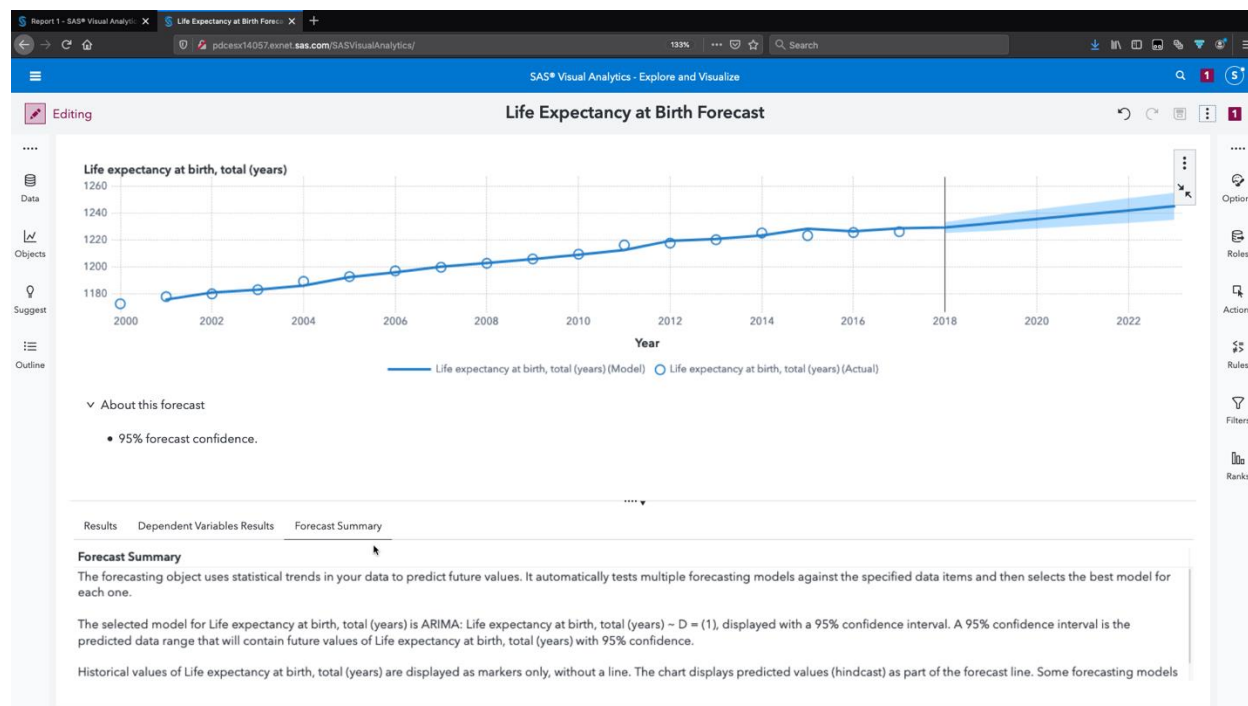 Report 1 - SAS® Visual Analytic
Life Expectancy at Birth Foreca
pdcesx14057.exnet.sas.com/SASVisualAnalytics/
133%
Search
SAS® Visual Analytics - Explore and Visualize
1
S
Editing
Life Expectancy at Birth Forecast
1
Data
Objects
Suggest
Outline
Option
Roles
Action
Rules
Filters
Ranks
Life expectancy at birth, total (years)
1260
1240
1220
1200
1180
2000 2002 2004 2006 2008 2010 2012 2014 2016 2018 2020 2022
Year
Life expectancy at birth, total (years) (Model) Life expectancy at birth, total (years) (Actual)
About this forecast
• 95% forecast confidence.
Results Dependent Variables Results Forecast Summary
Forecast Summary
The forecasting object uses statistical trends in your data to predict future values. It automatically tests multiple forecasting models against the specified data items and then selects the best model for
each one.
The selected model for Life expectancy at birth, total (years) is ARIMA: Life expectancy at birth, total (years) ~ D = (1), displayed with a 95% confidence interval. A 95% confidence interval is the
predicted data range that will contain future values of Life expectancy at birth, total (years) with 95% confidence.
Historical values of Life expectancy at birth, total (years) are displayed as markers only, without a line. The chart displays predicted values (hindcast) as part of the forecast line. Some forecasting models